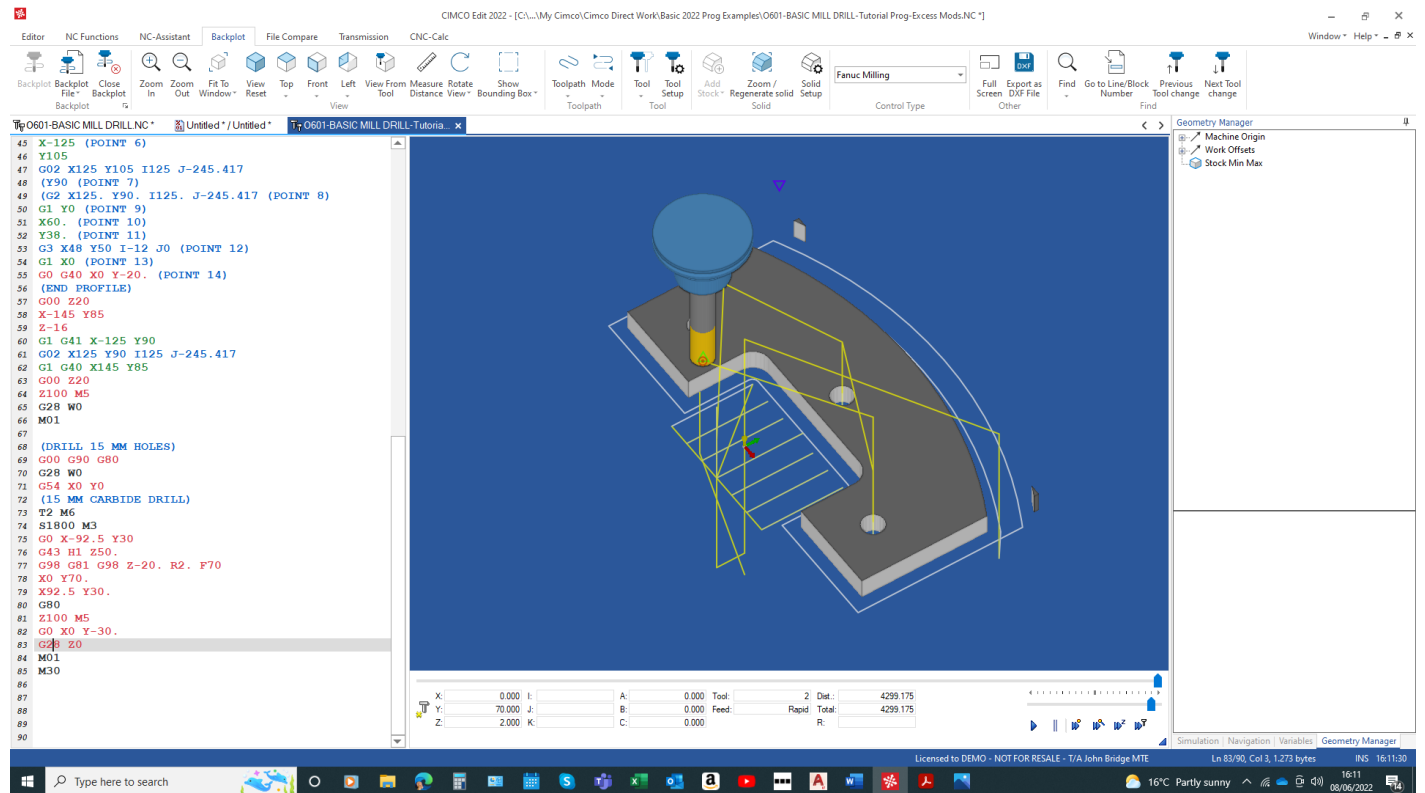 CIMCO Edit 2022 - [C:\...\My Cimco\Cimco Direct Work\Basic 2022 Prog Examples\O601-BASIC MILL DRILL-Tutorial Prog-Excess Mods.NC *]
Editor NC Functions NC-Assistant Backplot File Compare Transmission CNC-Calc Window Help
Backplot Backplot File Close Backplot Zoom In Zoom Out Fit To Window View Reset Top Front Left View From Tool Measure Distance Rotate View Show Bounding Box Toolpath Mode Tool Tool Setup Add Stock Zoom / Regenerate solid Solid Setup Fanuc Milling Full Screen Export as DXF File Find Go to Line/Block Number Previous Tool change Next Tool change
Backplot View Toolpath Tool Solid Control Type Other Find
O601-BASIC MILL DRILL.NC * Untitled * / Untitled * O601-BASIC MILL DRILL-Tutoria... x
Geometry Manager
Machine Origin
Work Offsets
Stock Min Max
45 X-125 (POINT 6)
46 Y105
47 G02 X125 Y105 I125 J-245.417
48 (Y90 (POINT 7)
49 (G2 X125. Y90. I125. J-245.417 (POINT 8)
50 G1 Y0 (POINT 9)
51 X60. (POINT 10)
52 Y38. (POINT 11)
53 G3 X48 Y50 I-12 J0 (POINT 12)
54 G1 X0 (POINT 13)
55 G0 G40 X0 Y-20. (POINT 14)
56 (END PROFILE)
57 G00 Z20
58 X-145 Y85
59 Z-16
60 G1 G41 X-125 Y90
61 G02 X125 Y90 I125 J-245.417
62 G1 G40 X145 Y85
63 G00 Z20
64 Z100 M5
65 G28 W0
66 M01
67
68 (DRILL 15 MM HOLES)
69 G00 G90 G80
70 G28 W0
71 G54 X0 Y0
72 (15 MM CARBIDE DRILL)
73 T2 M6
74 S1800 M3
75 G0 X-92.5 Y30
76 G43 H1 Z50.
77 G98 G81 G98 Z-20. R2. F70
78 X0 Y70.
79 X92.5 Y30.
80 G80
81 Z100 M5
82 G0 X0 Y-30.
83 G28 Z0
84 M01
85 M30
86
87
88
89
90
X: 0.000 I: A: 0.000 Tool: 2 Dist.: 4299.175
Y: 70.000 J: B: 0.000 Feed: Rapid Total: 4299.175
Z: 2.000 K: C: 0.000 R:
Simulation Navigation Variables Geometry Manager
Licensed to DEMO - NOT FOR RESALE - T/A John Bridge MTE Ln 83/90, Col 3, 1.273 bytes INS 16:11:30
Type here to search 16°C Partly sunny 16:11
08/06/2022
14